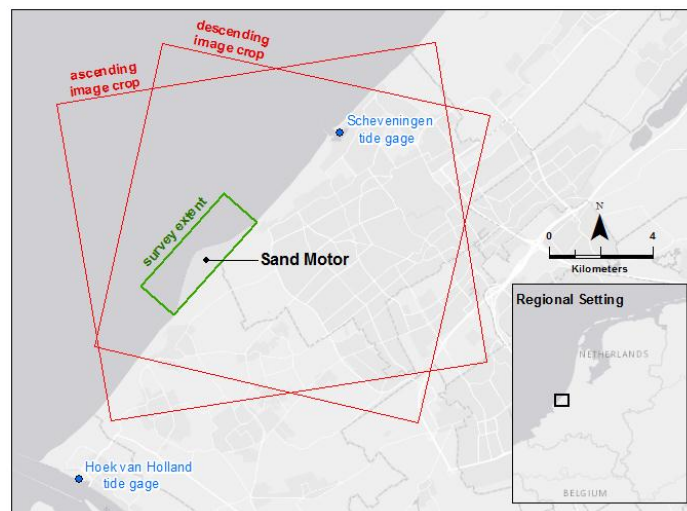 descending
image crop
ascending
image crop
Scheveningen
tide gage
survey extent
Sand Motor
N
0 4
Kilometers
Regional Setting
NETHERLANDS
BELGIUM
Hoek van Holland
tide gage